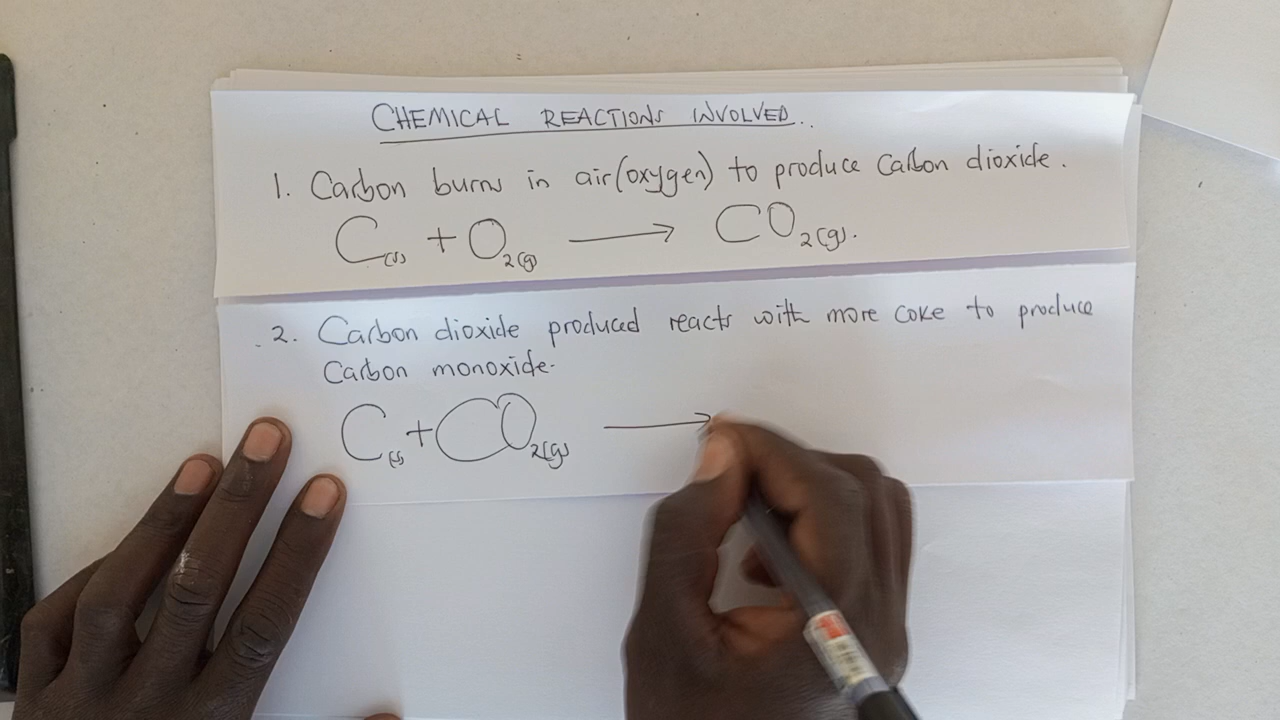 CHEMICAL REACTIONS INVOLVED..
1. Carbon burns in air(oxygen) to produce Carbon dioxide.
C(s) + O2(g) → CO2(g).
2. Carbon dioxide produced reacts with more coke to produce
Carbon monoxide.
C(s) + CO2(g) →